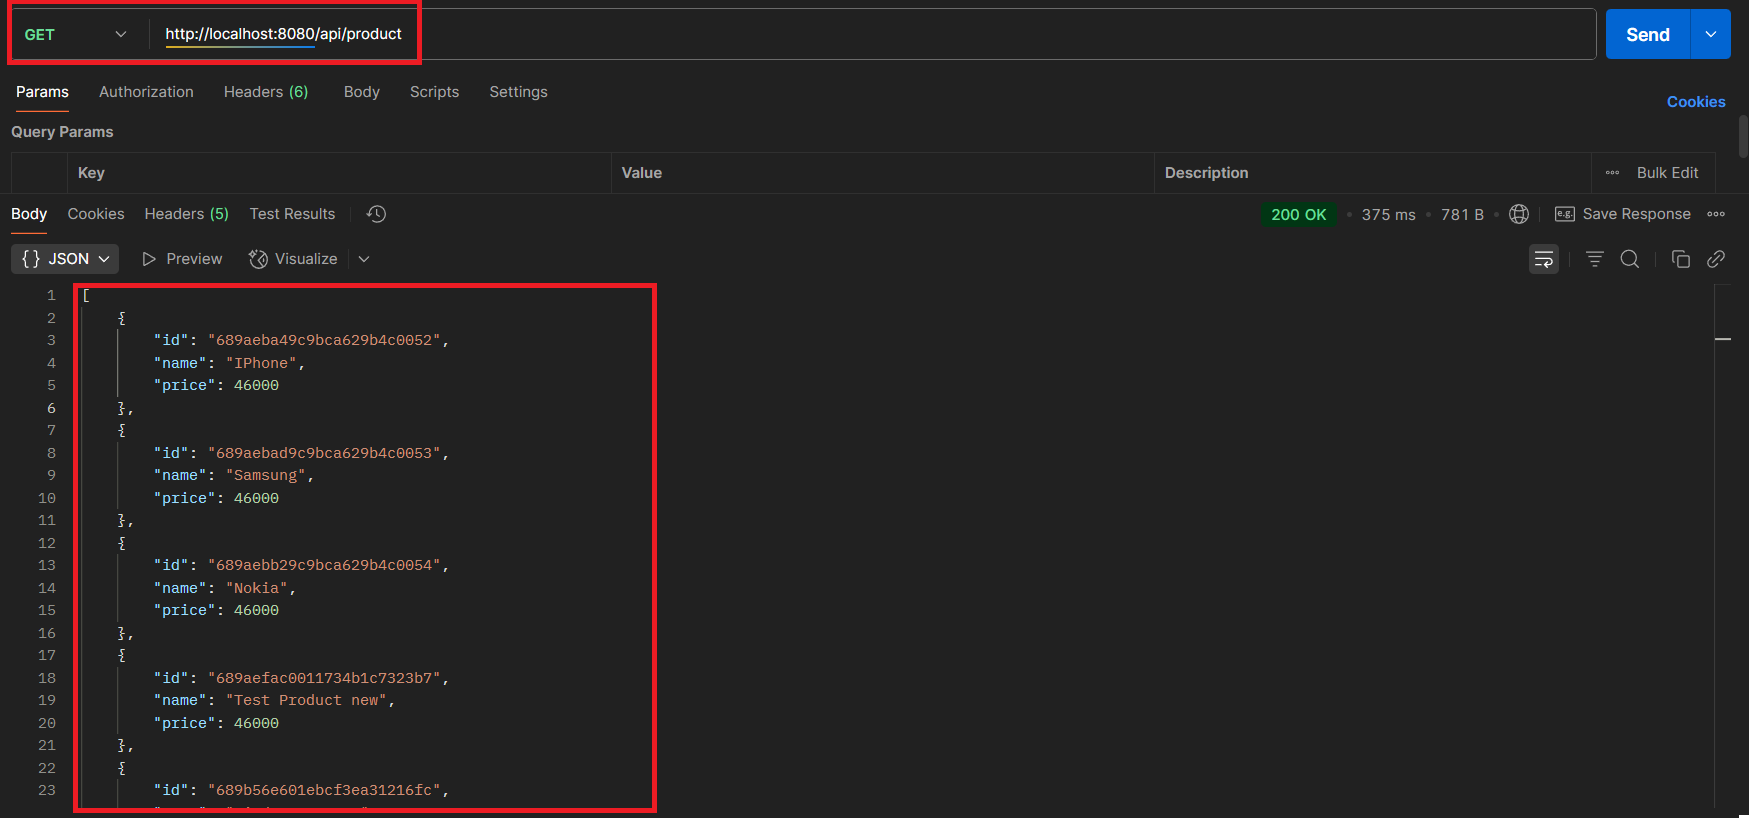 GET http://localhost:8080/api/product Send
Params Authorization Headers (6) Body Scripts Settings
Cookies
Query Params
Key Value Description Bulk Edit
Body Cookies Headers (5) Test Results 200 OK 375 ms 781 B e.g. Save Response
{} JSON Preview Visualize
1 [
2 {
3 "id": "689aeba49c9bca629b4c0052",
4 "name": "IPhone",
5 "price": 46000
6 },
7 {
8 "id": "689aebad9c9bca629b4c0053",
9 "name": "Samsung",
10 "price": 46000
11 },
12 {
13 "id": "689aebb29c9bca629b4c0054",
14 "name": "Nokia",
15 "price": 46000
16 },
17 {
18 "id": "689aefac0011734b1c7323b7",
19 "name": "Test Product new",
20 "price": 46000
21 },
22 {
23 "id": "689b56e601ebcf3ea31216fc",